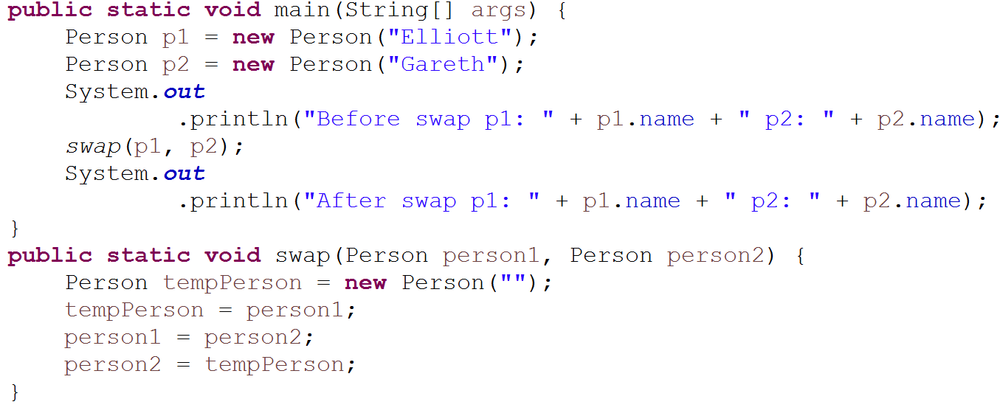 public static void main(String[] args) {
    Person p1 = new Person("Elliott");
    Person p2 = new Person("Gareth");
    System.out
            .println("Before swap p1: " + p1.name + " p2: " + p2.name);
    swap(p1, p2);
    System.out
            .println("After swap p1: " + p1.name + " p2: " + p2.name);
}
public static void swap(Person person1, Person person2) {
    Person tempPerson = new Person("");
    tempPerson = person1;
    person1 = person2;
    person2 = tempPerson;
}